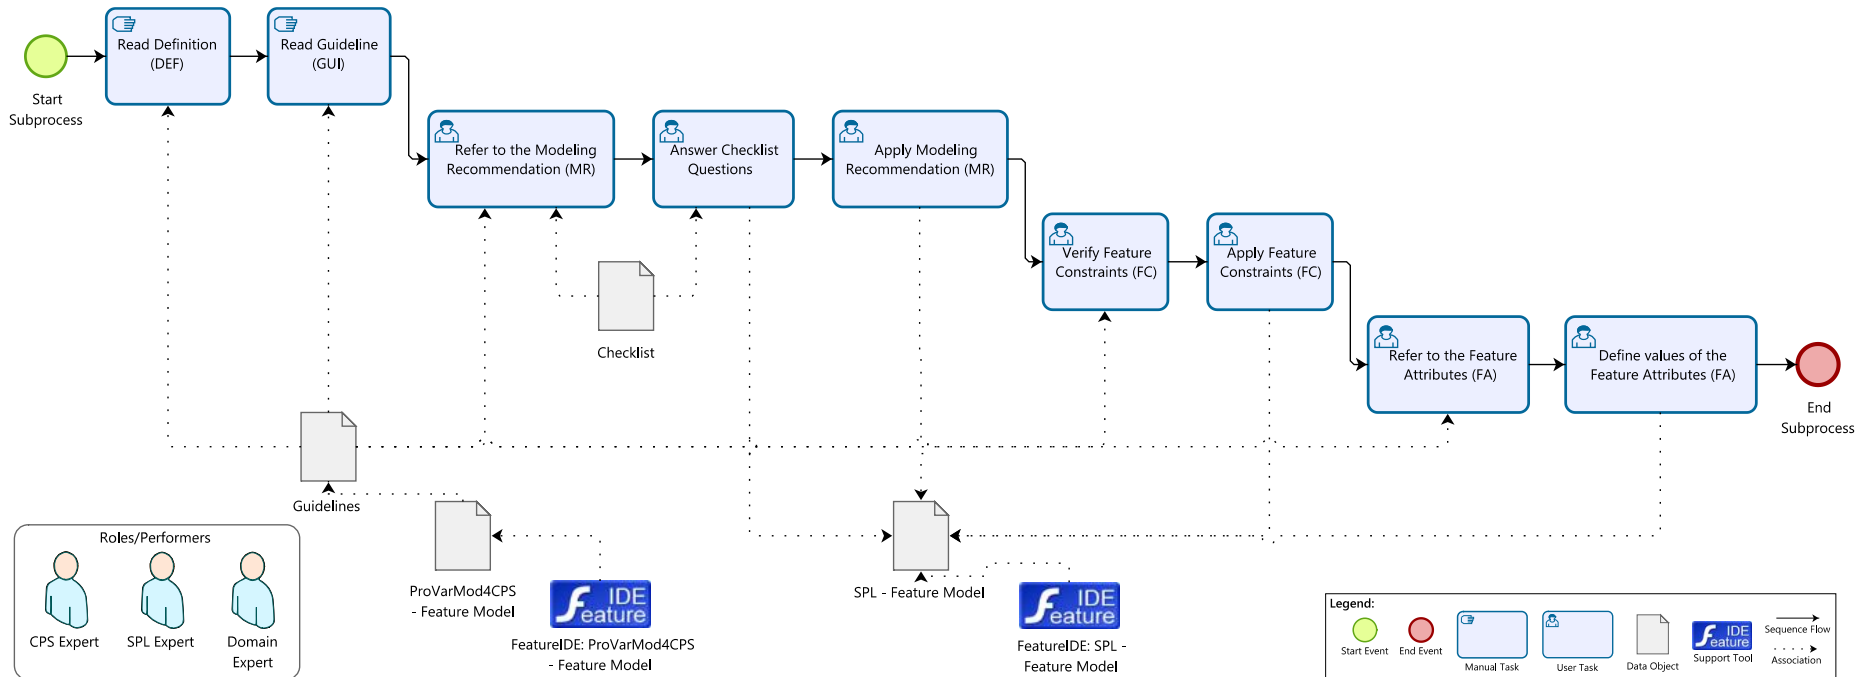 Read Definition
(DEF)
Read Guideline
(GUI)
Start
Subprocess
Refer to the Modeling
Recommendation (MR)
Answer Checklist
Questions
Apply Modeling
Recommendation (MR)
Verify Feature
Constraints (FC)
Apply Feature
Constraints (FC)
Checklist
Refer to the Feature
Attributes (FA)
Define values of the
Feature Attributes (FA)
End
Subprocess
Guidelines
Roles/Performers
CPS Expert
SPL Expert
Domain
Expert
ProVarMod4CPS
- Feature Model
IDE
Feature
FeatureIDE: ProVarMod4CPS
- Feature Model
SPL - Feature Model
IDE
Feature
FeatureIDE: SPL -
Feature Model
Legend:
Start Event
End Event
Manual Task
User Task
Data Object
IDE
Feature
Support Tool
Sequence Flow
Association